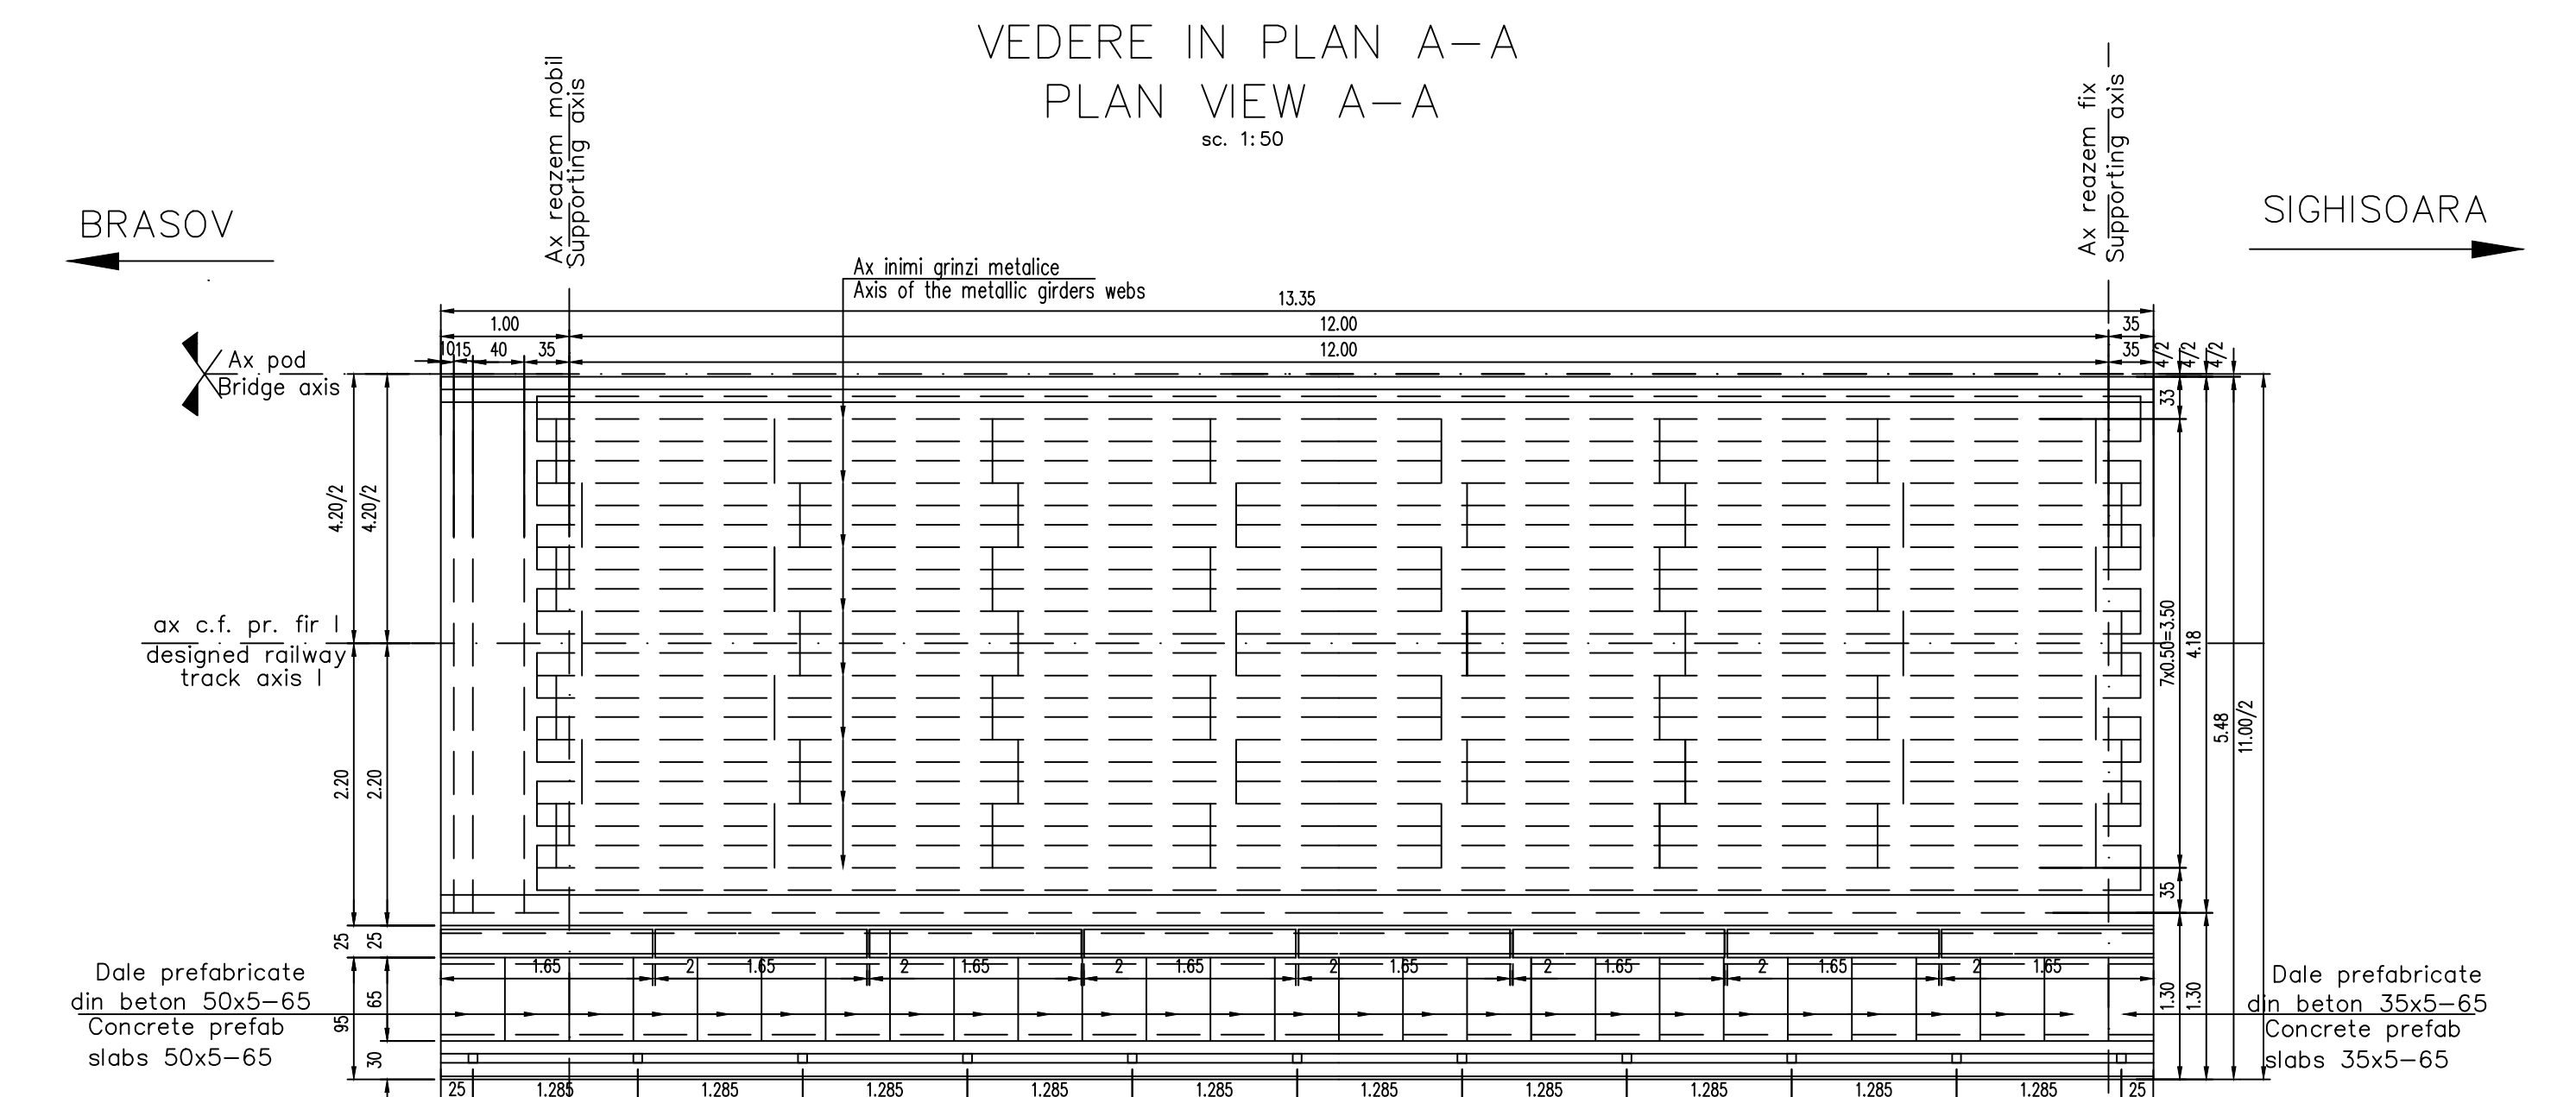 VEDERE IN PLAN A-A
PLAN VIEW A-A
sc. 1:50
Ax reazem mobil
Supporting axis
Ax reazem fix
Supporting axis
BRASOV
SIGHISOARA
Ax inimi grinzi metalice
Axis of the metallic girders webs
13.35
1.00
12.00
35
10
15
40
35
12.00
35
4/2
4/2
4/2
Ax pod
Bridge axis
33
4.20/2
4.20/2
ax c.f. pr. fir I
designed railway
track axis I
7x0.50=3.50
4.18
5.48
11.00/2
2.20
2.20
35
25
25
1.65
2
1.65
2
1.65
2
1.65
2
1.65
2
1.65
2
1.65
2
1.65
Dale prefabricate
din beton 50x5-65
Concrete prefab
slabs 50x5-65
95
65
30
1.30
1.30
Dale prefabricate
din beton 35x5-65
Concrete prefab
slabs 35x5-65
25
1.285
1.285
1.285
1.285
1.285
1.285
1.285
1.285
1.285
1.285
25